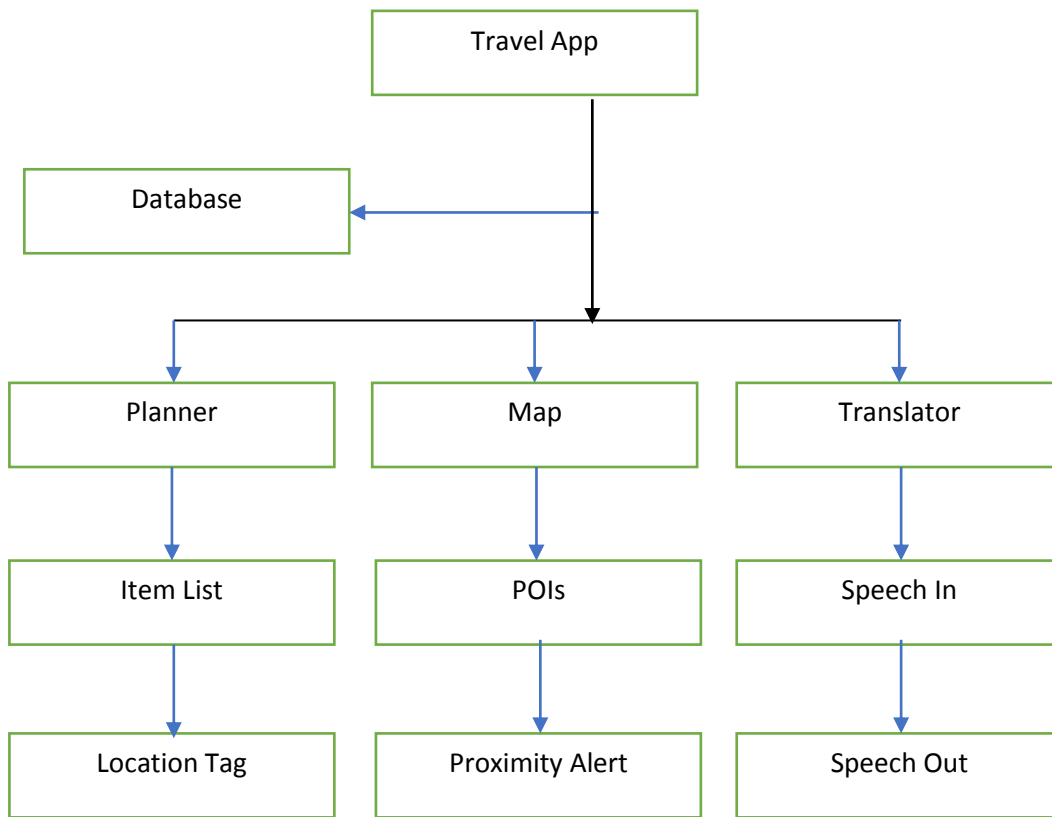 Travel App
Database
Planner
Map
Translator
Item List
POIs
Speech In
Location Tag
Proximity Alert
Speech Out